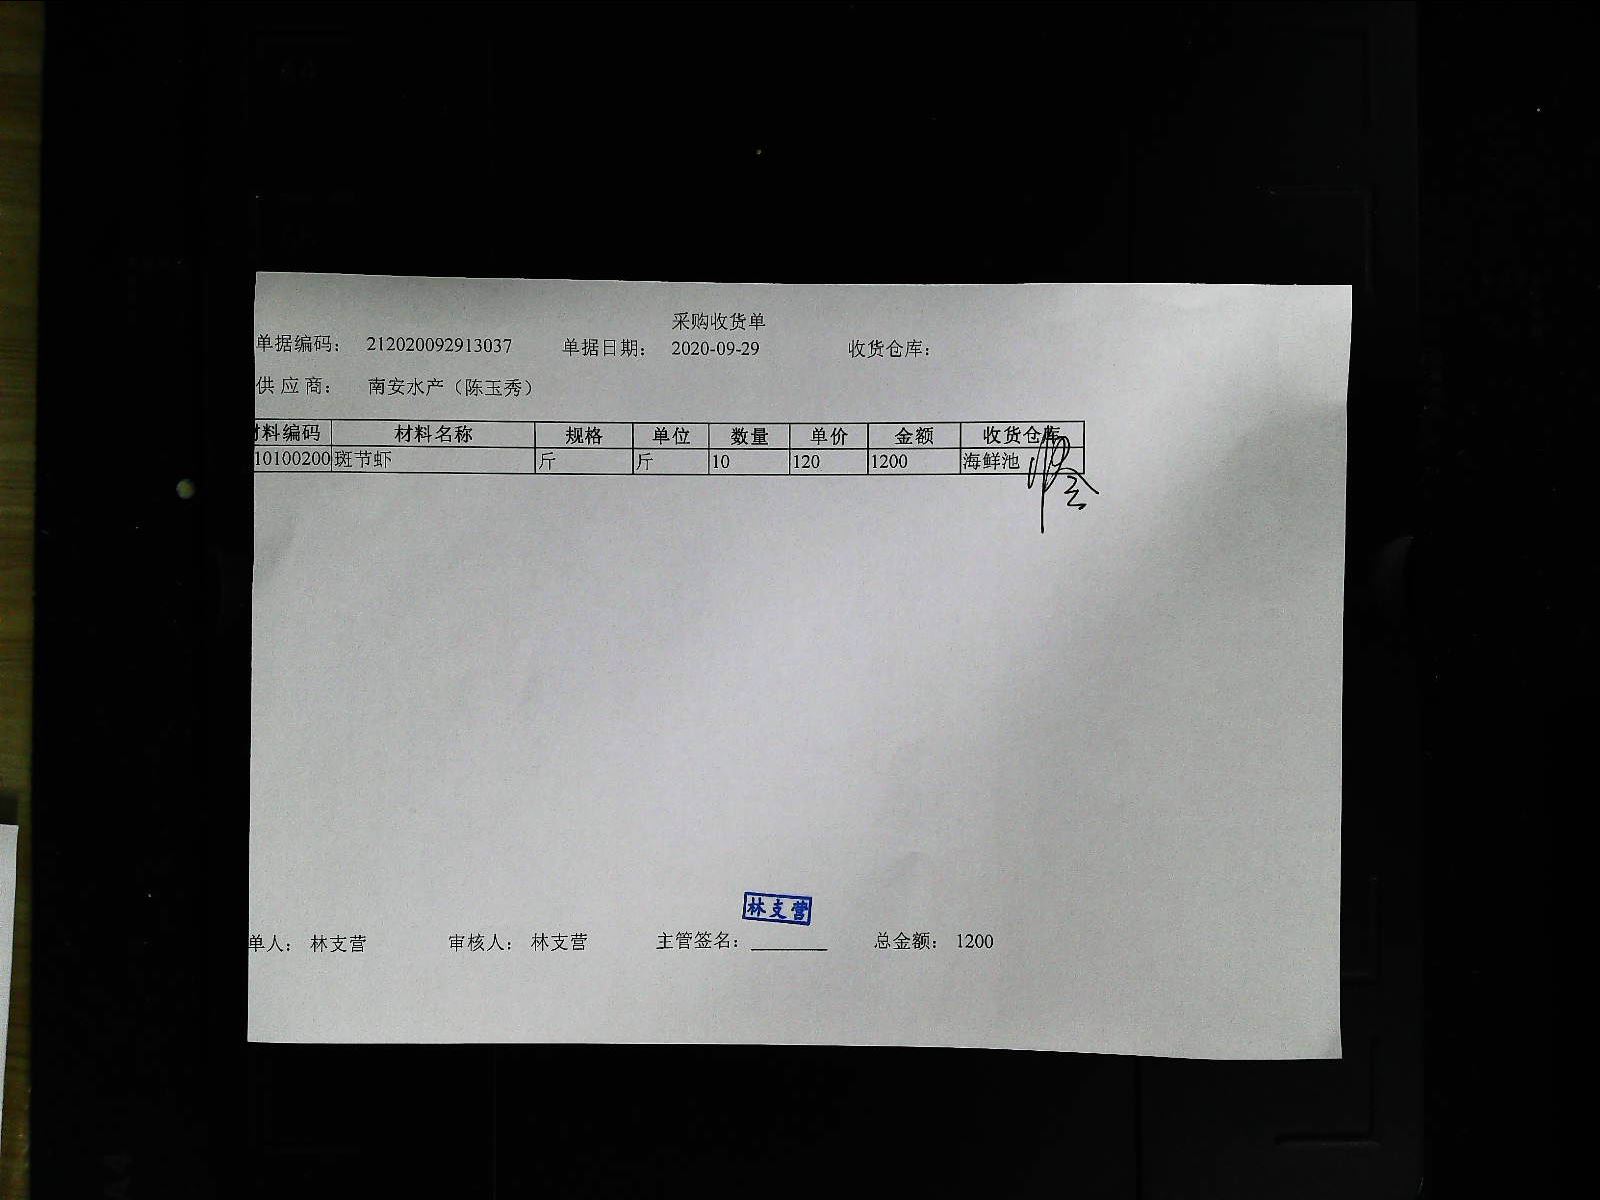 采购收货单
单据编码： 212020092913037 单据日期： 2020-09-29 收货仓库：
供应商： 南安水产（陈玉秀）
材料编码 材料名称 规格 单位 数量 单价 金额 收货仓库
10100200 斑节虾 斤 斤 10 120 1200 海鲜池
林支营
单人： 林支营 审核人： 林支营 主管签名： 总金额： 1200